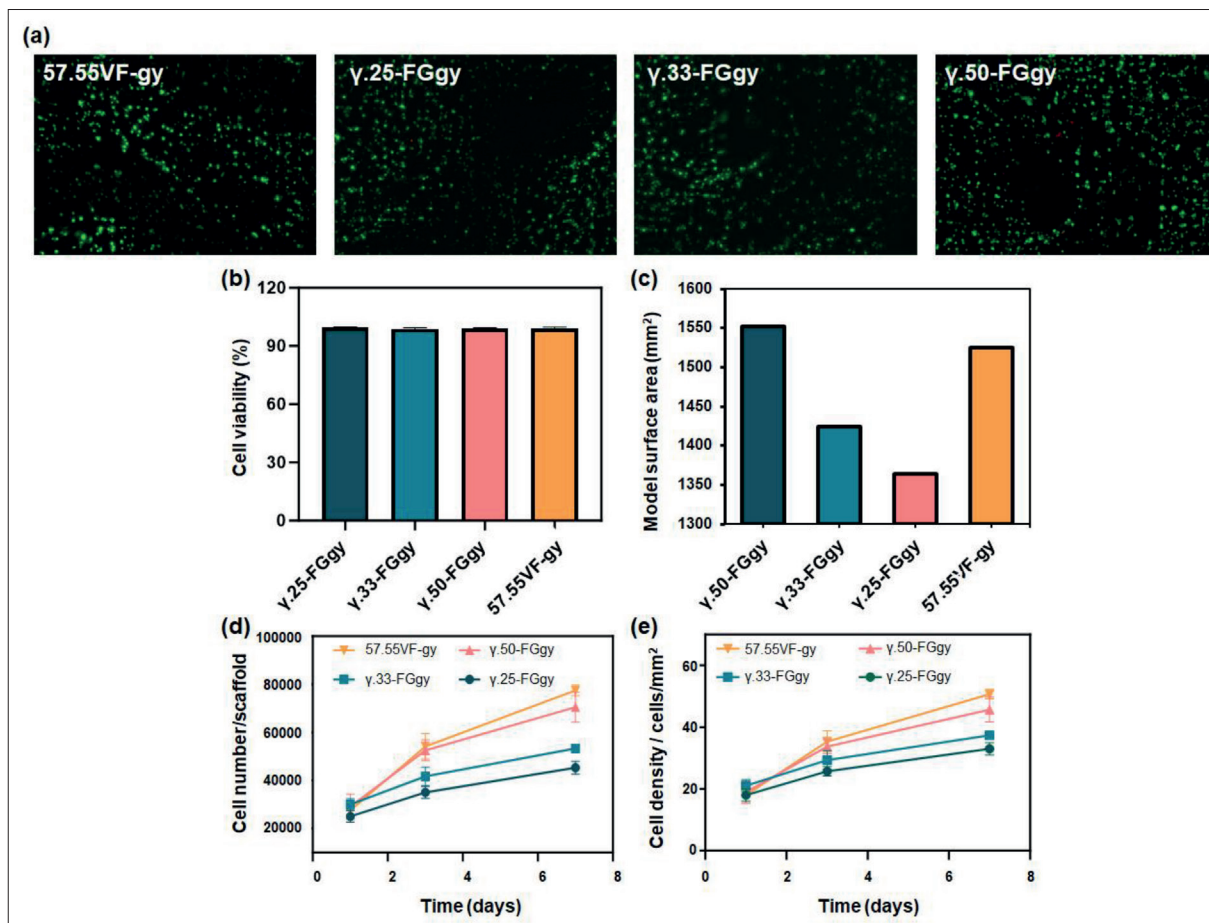 (a)
57.55VF-gy
γ.25-FGgy
γ.33-FGgy
γ.50-FGgy
(b)
Cell viability (%)
120
90
60
30
0
γ.25-FGgy
γ.33-FGgy
γ.50-FGgy
57.55VF-gy
(c)
Model surface area (mm²)
1600
1550
1500
1450
1400
1350
1300
γ.50-FGgy
γ.33-FGgy
γ.25-FGgy
57.55VF-gy
(d)
Cell number/scaffold
100000
80000
60000
40000
20000
57.55VF-gy
γ.50-FGgy
γ.33-FGgy
γ.25-FGgy
0 2 4 6 8
Time (days)
(e)
Cell density / cells/mm²
60
40
20
0
57.55VF-gy
γ.50-FGgy
γ.33-FGgy
γ.25-FGgy
0 2 4 6 8
Time (days)